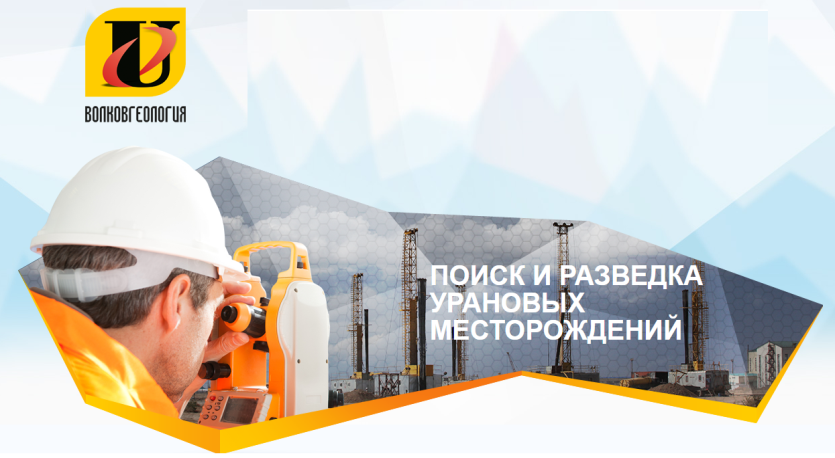 ВОЛКОВГЕОЛОГИЯ
ПОИСК И РАЗВЕДКА
УРАНОВЫХ
МЕСТОРОЖДЕНИЙ